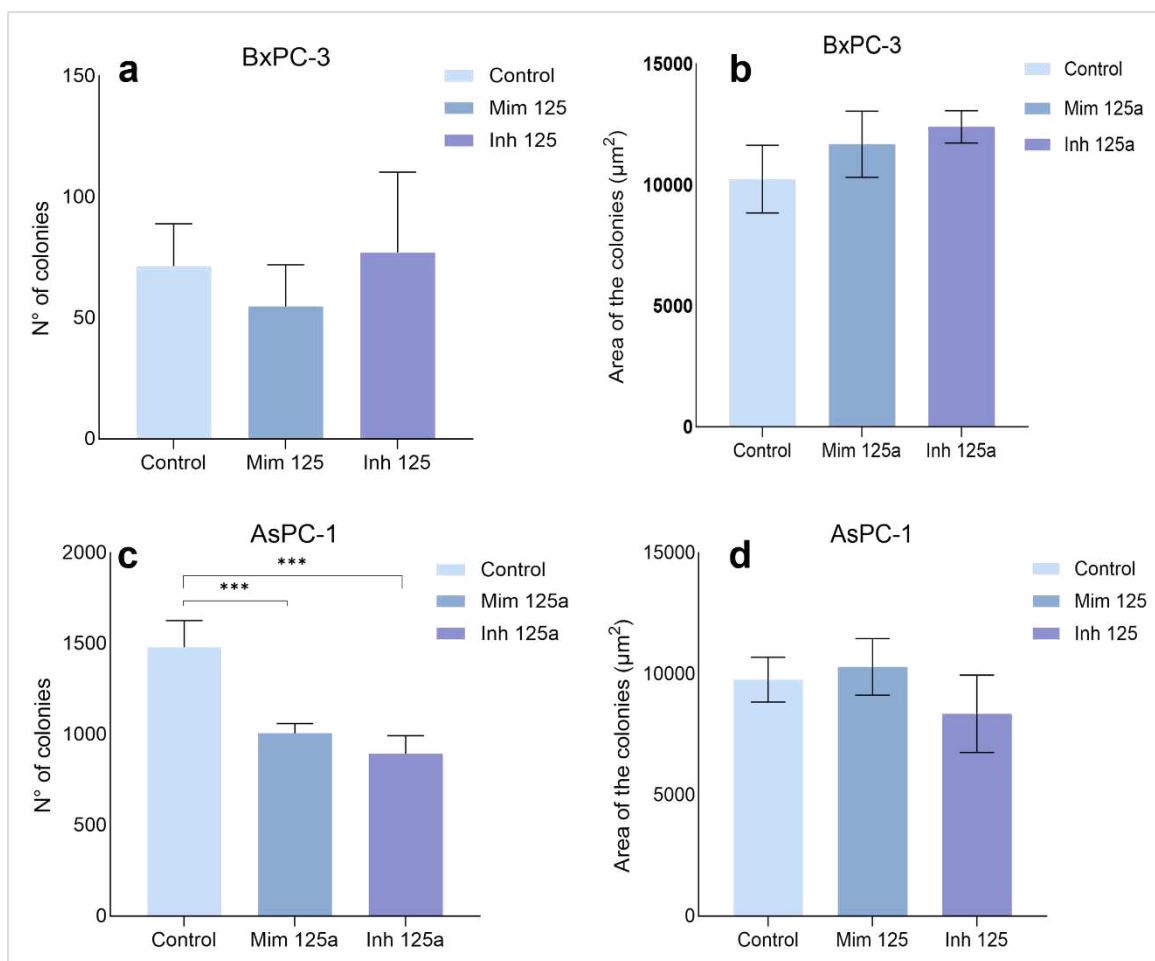 a
BxPC-3
150
100
50
0
N° of colonies
Control
Mim 125
Inh 125
Control
Mim 125
Inh 125
b
BxPC-3
15000
10000
5000
0
Area of the colonies (µm²)
Control
Mim 125a
Inh 125a
Control
Mim 125a
Inh 125a
c
AsPC-1
2000
1500
1000
500
0
N° of colonies
***
***
Control
Mim 125a
Inh 125a
Control
Mim 125a
Inh 125a
d
AsPC-1
15000
10000
5000
0
Area of the colonies (µm²)
Control
Mim 125
Inh 125
Control
Mim 125
Inh 125